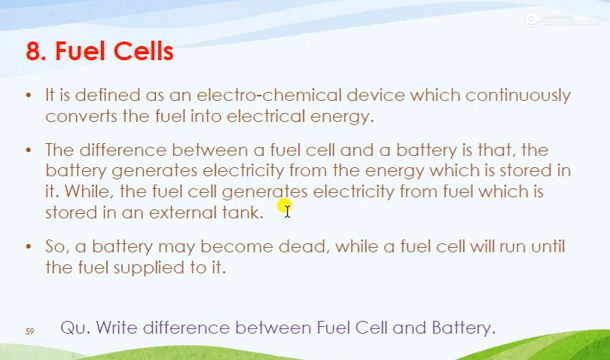 8. Fuel Cells
• It is defined as an electro-chemical device which continuously
converts the fuel into electrical energy.
• The difference between a fuel cell and a battery is that, the
battery generates electricity from the energy which is stored in
it. While, the fuel cell generates electricity from fuel which is
stored in an external tank.
• So, a battery may become dead, while a fuel cell will run until
the fuel supplied to it.
59
Qu. Write difference between Fuel Cell and Battery.